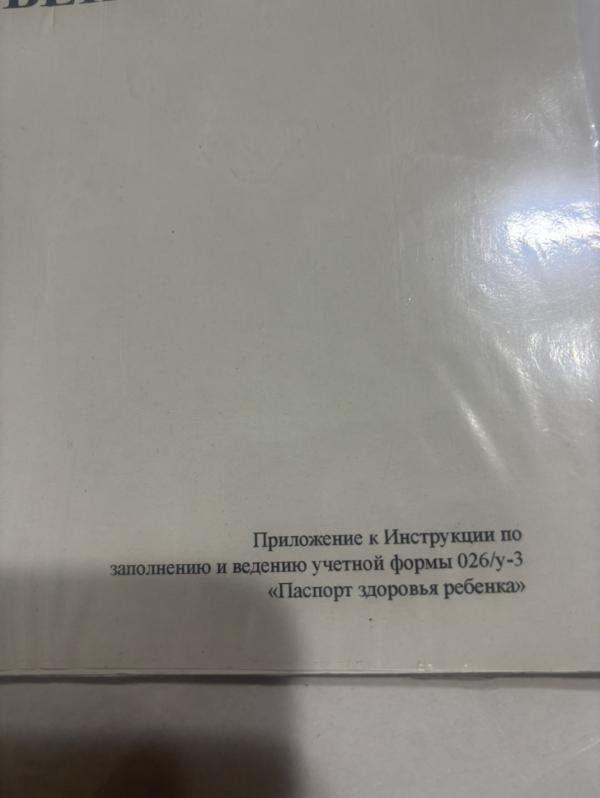 Приложение к Инструкции по
заполнению и ведению учетной формы 026/у-3
«Паспорт здоровья ребенка»